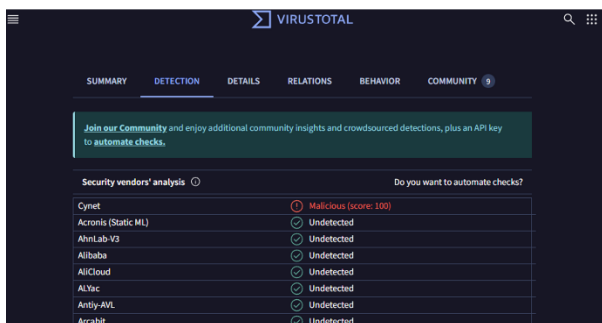 VIRUSTOTAL
SUMMARY DETECTION DETAILS RELATIONS BEHAVIOR COMMUNITY 9
Join our Community and enjoy additional community insights and crowdsourced detections, plus an API key
to automate checks.
Security vendors' analysis Do you want to automate checks?
Cynet Malicious (score: 100)
Acronis (Static ML) Undetected
AhnLab-V3 Undetected
Alibaba Undetected
AliCloud Undetected
ALYac Undetected
Antiy-AVL Undetected
Arcabit Undetected